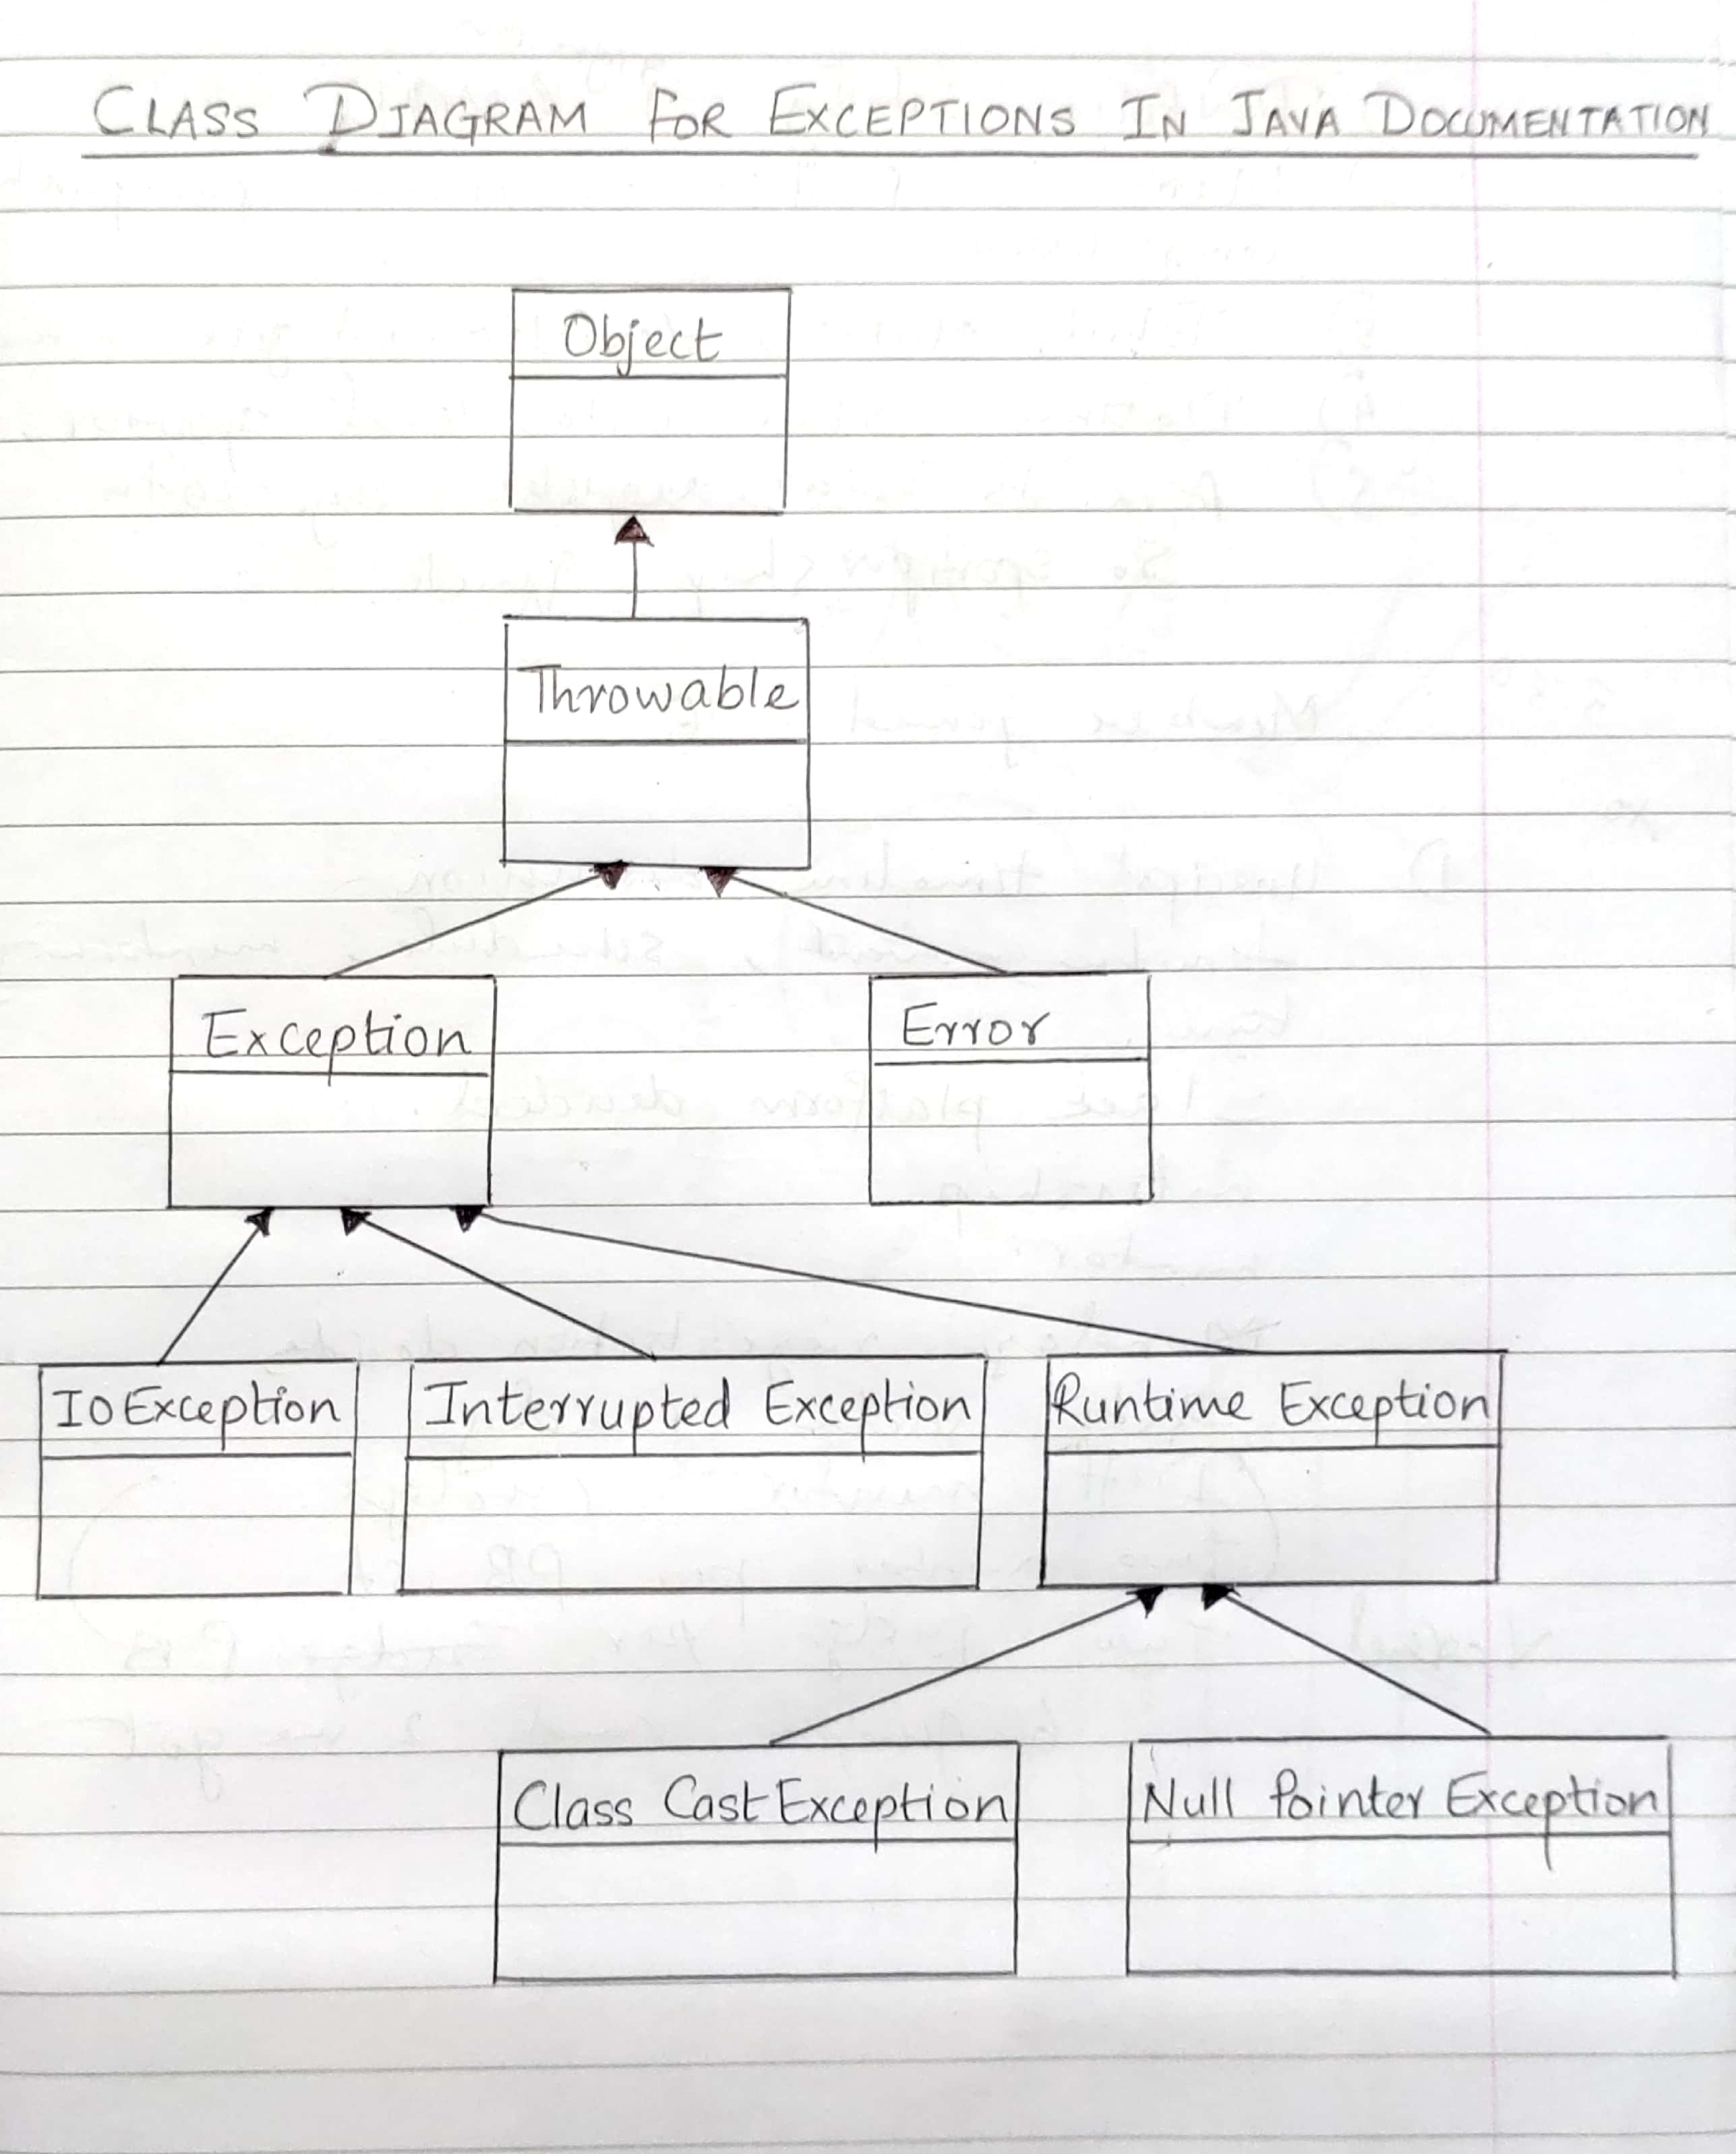 CLASS DIAGRAM FOR EXCEPTIONS IN JAVA DOCUMENTATION
Object
Throwable
Exception
Error
IOException
Interrupted Exception
Runtime Exception
Class Cast Exception
Null Pointer Exception